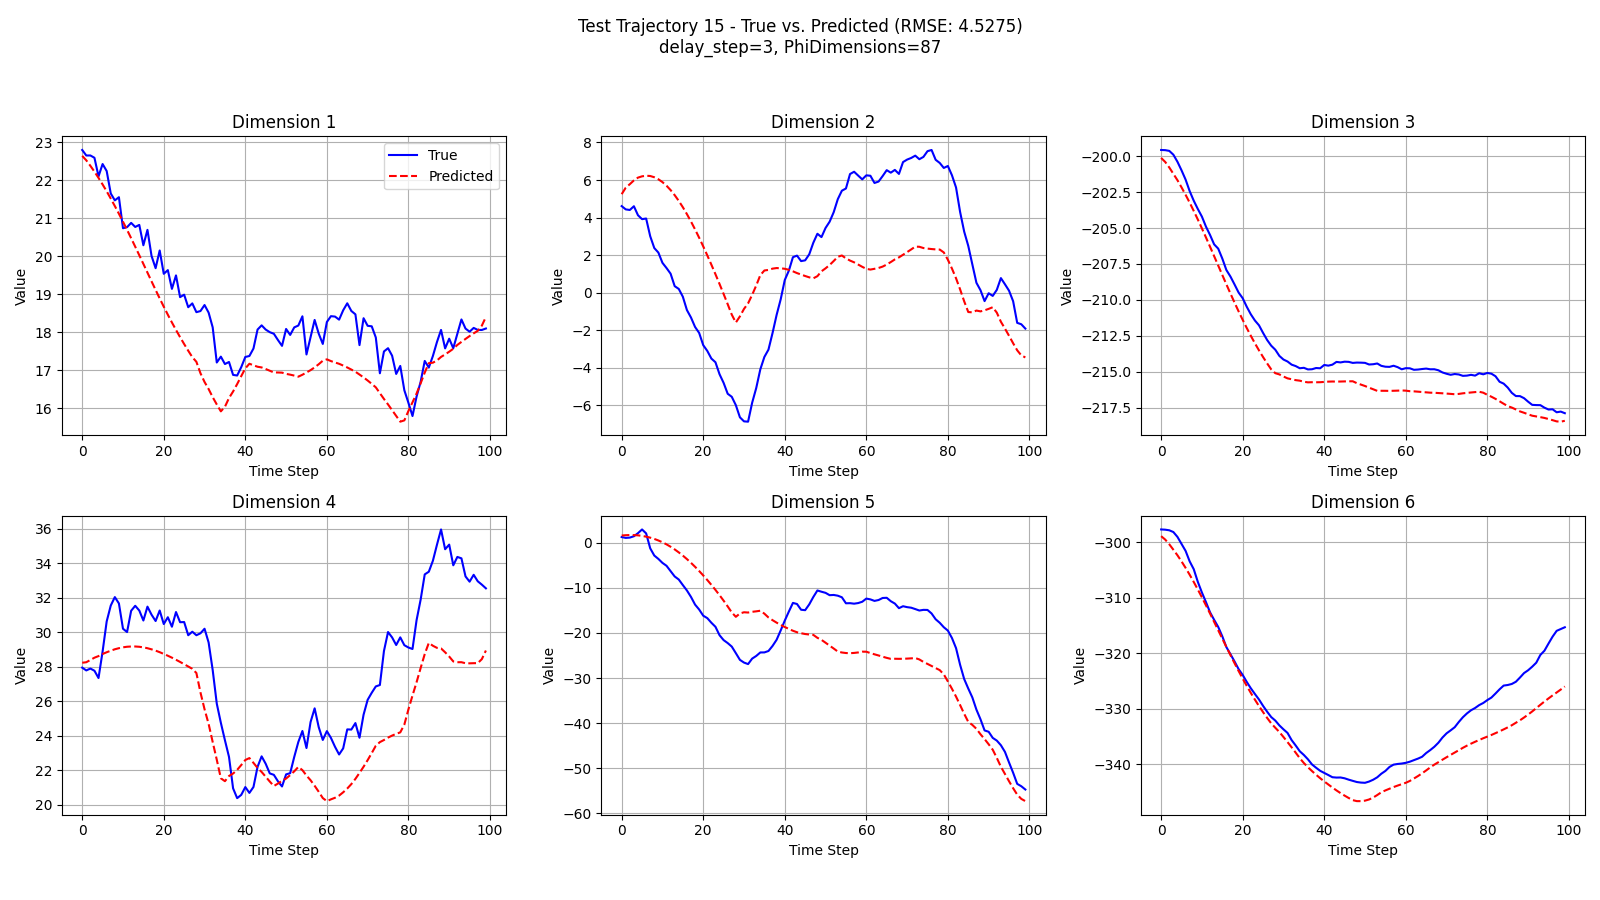 Test Trajectory 15 - True vs. Predicted (RMSE: 4.5275)
delay_step=3, PhiDimensions=87
Dimension 1
23
22
21
20
19
18
17
16
Value
0 20 40 60 80 100
Time Step
True
Predicted
Dimension 2
8
6
4
2
0
−2
−4
−6
Value
0 20 40 60 80 100
Time Step
Dimension 3
−200.0
−202.5
−205.0
−207.5
−210.0
−212.5
−215.0
−217.5
Value
0 20 40 60 80 100
Time Step
Dimension 4
36
34
32
30
28
26
24
22
20
Value
0 20 40 60 80 100
Time Step
Dimension 5
0
−10
−20
−30
−40
−50
−60
Value
0 20 40 60 80 100
Time Step
Dimension 6
−300
−310
−320
−330
−340
Value
0 20 40 60 80 100
Time Step